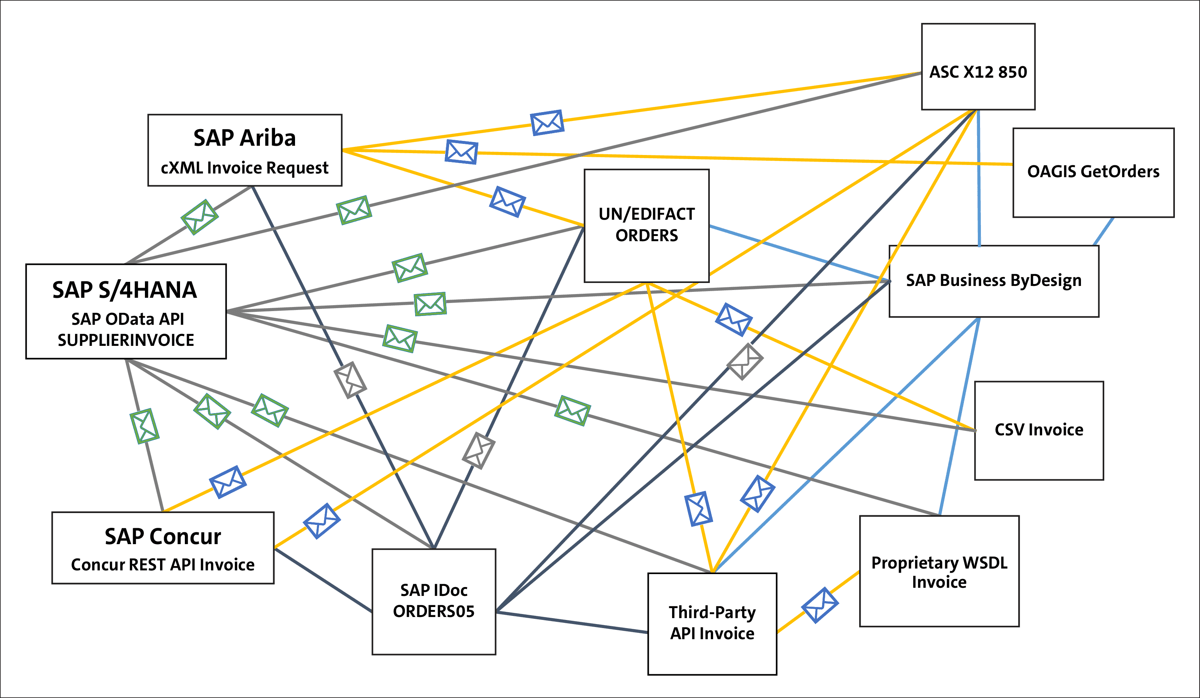 ASC X12 850
SAP Ariba
cXML Invoice Request
OAGIS GetOrders
UN/EDIFACT
ORDERS
SAP Business ByDesign
SAP S/4HANA
SAP OData API
SUPPLIERINVOICE
CSV Invoice
SAP Concur
Concur REST API Invoice
SAP IDoc
ORDERS05
Third-Party
API Invoice
Proprietary WSDL
Invoice